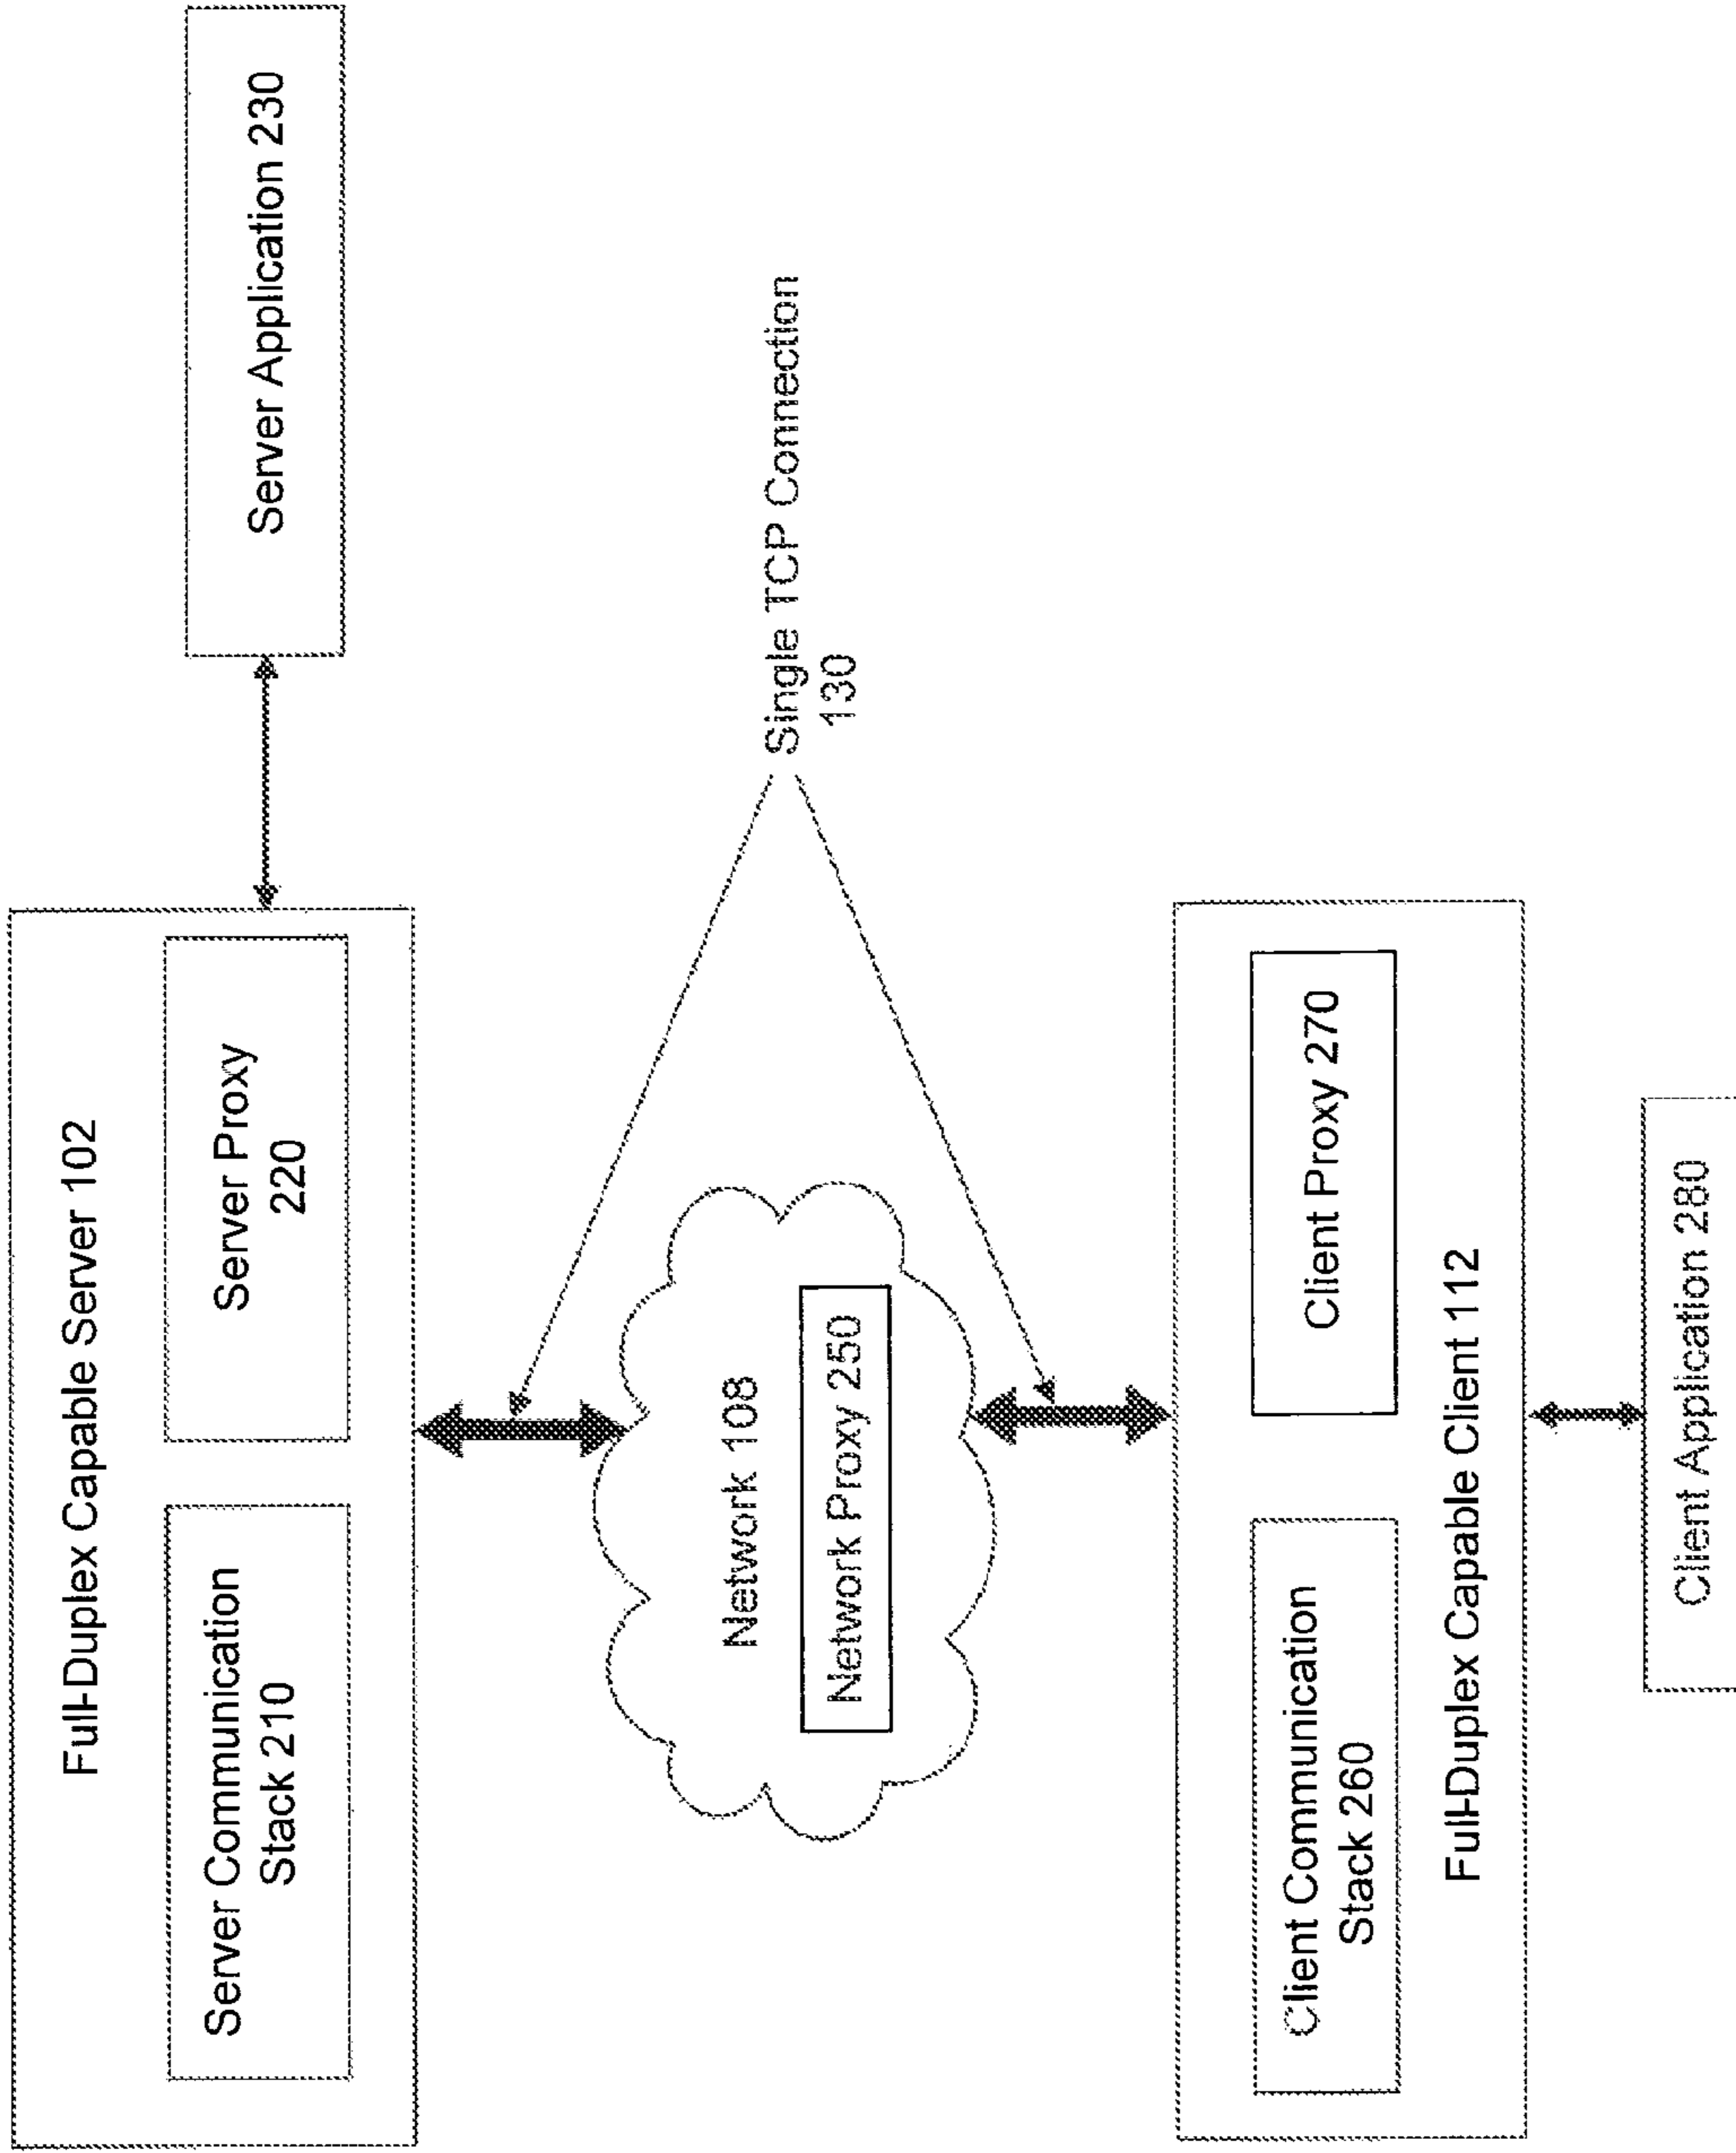 Full-Duplex Capable Server 102
Server Communication
Stack 210
Server Proxy
220
Server Application 230
Single TCP Connection
130
Network 108
Network Proxy 250
Client Communication
Stack 260
Client Proxy 270
Full-Duplex Capable Client 112
Client Application 280